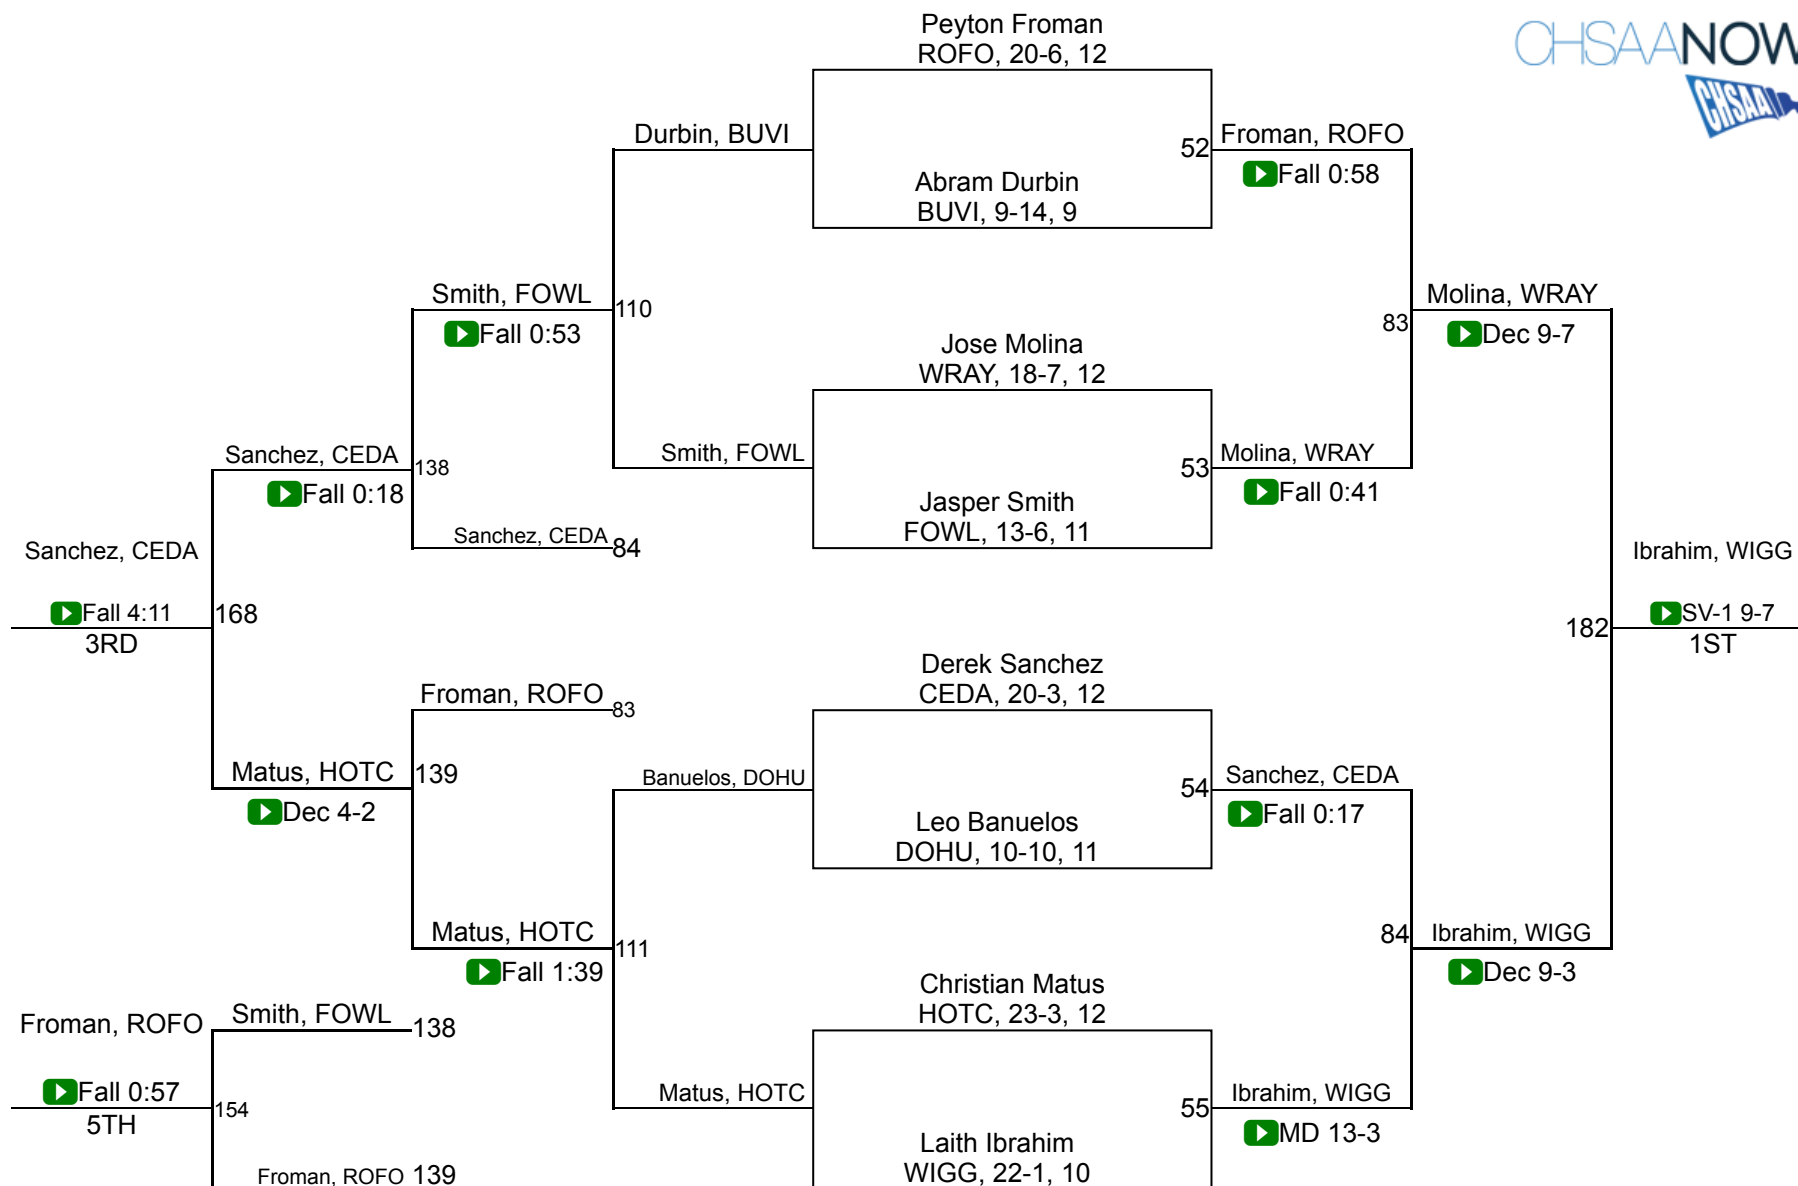 Peyton Froman
ROFO, 20-6, 12
CHSAANOW
CHSAA
Durbin, BUVI
52
Froman, ROFO
Fall 0:58
Abram Durbin
BUVI, 9-14, 9
Smith, FOWL
110
Fall 0:53
Molina, WRAY
83
Dec 9-7
Jose Molina
WRAY, 18-7, 12
Sanchez, CEDA
138
Fall 0:18
Smith, FOWL
53
Molina, WRAY
Fall 0:41
Jasper Smith
FOWL, 13-6, 11
Sanchez, CEDA
84
Sanchez, CEDA
Ibrahim, WIGG
Fall 4:11
168
3RD
182
SV-1 9-7
1ST
Derek Sanchez
CEDA, 20-3, 12
Froman, ROFO
83
Matus, HOTC
139
Dec 4-2
Banuelos, DOHU
54
Sanchez, CEDA
Fall 0:17
Leo Banuelos
DOHU, 10-10, 11
Matus, HOTC
111
Fall 1:39
84
Ibrahim, WIGG
Dec 9-3
Christian Matus
HOTC, 23-3, 12
Froman, ROFO
Smith, FOWL
138
Fall 0:57
154
5TH
Matus, HOTC
55
Ibrahim, WIGG
MD 13-3
Laith Ibrahim
WIGG, 22-1, 10
Froman, ROFO
139